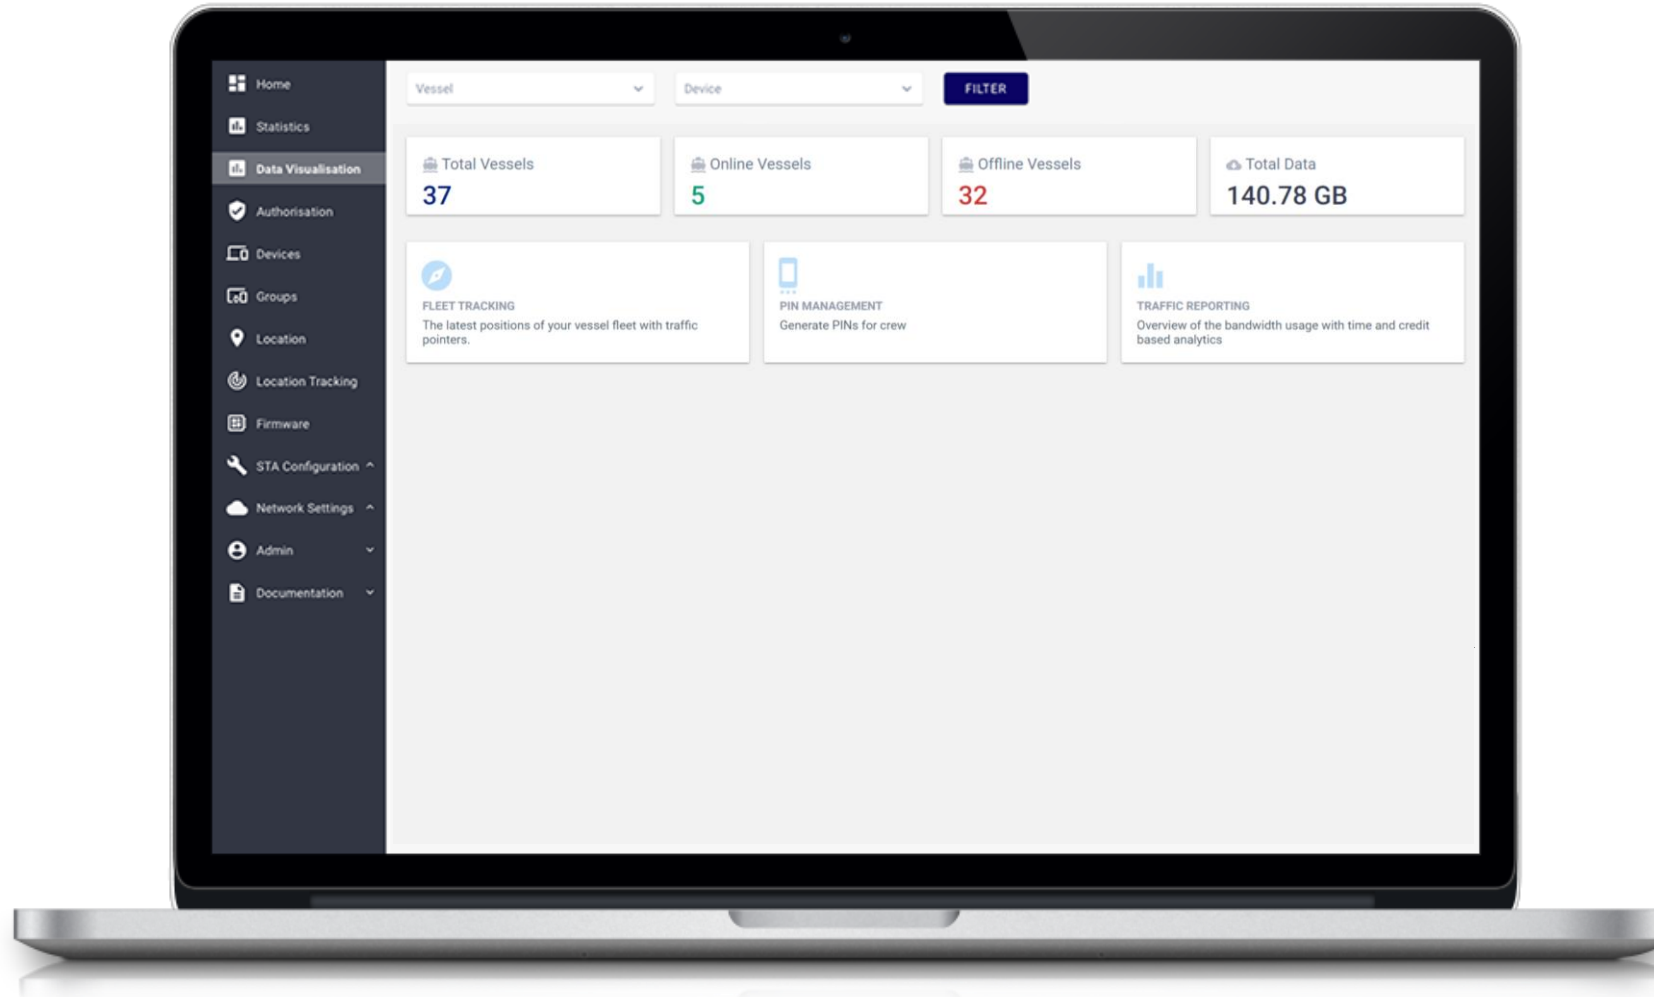 Home
Statistics
Data Visualisation
Authorisation
Devices
Groups
Location
Location Tracking
Firmware
STA Configuration
Network Settings
Admin
Documentation
Vessel
Device
FILTER
Total Vessels
37
Online Vessels
5
Offline Vessels
32
Total Data
140.78 GB
FLEET TRACKING
The latest positions of your vessel fleet with traffic
pointers.
PIN MANAGEMENT
Generate PINs for crew
TRAFFIC REPORTING
Overview of the bandwidth usage with time and credit
based analytics